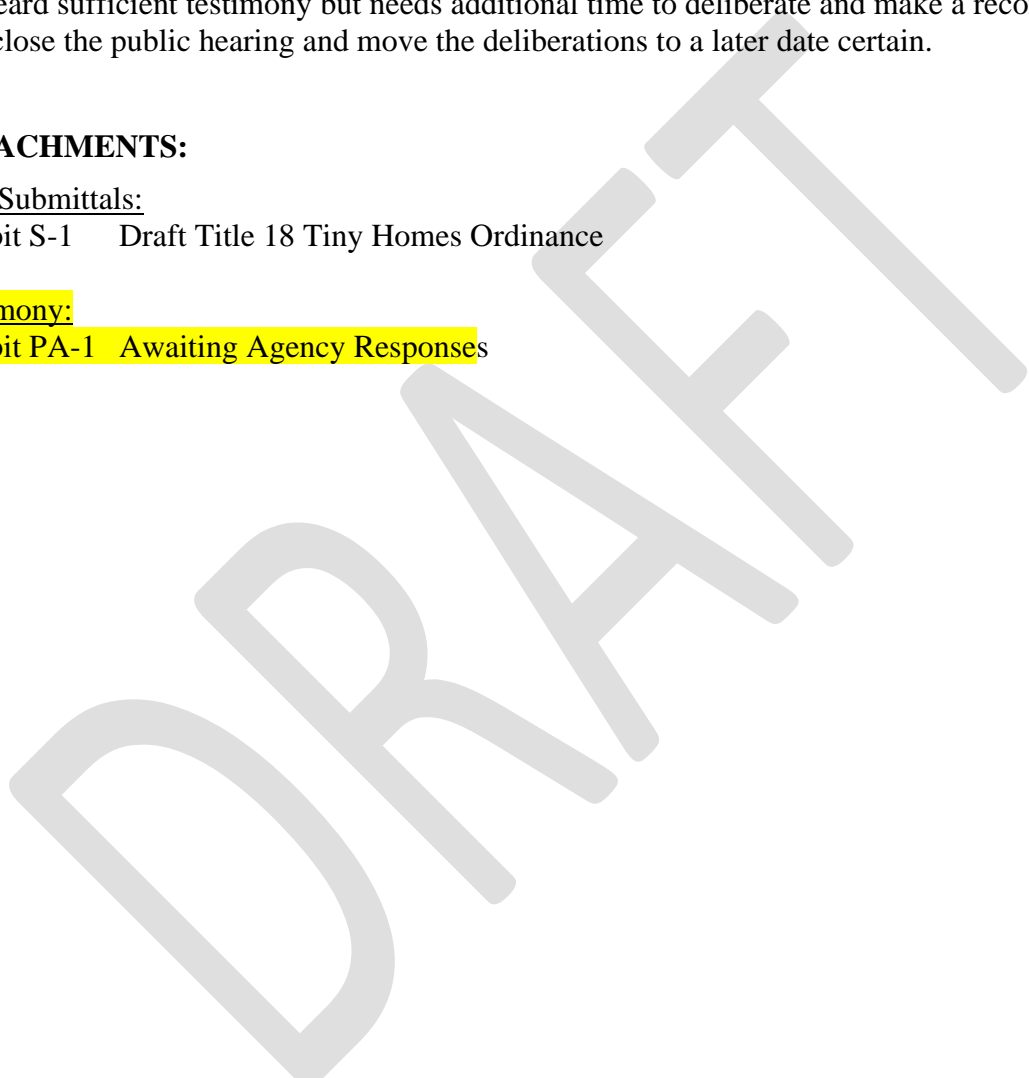 eard sufficient testimony but needs additional time to deliberate and make a reco
close the public hearing and move the deliberations to a later date certain.
ACHMENTS:
Submittals:
bit S-1 Draft Title 18 Tiny Homes Ordinance
mony:
bit PA-1 Awaiting Agency Responses
DRAFT